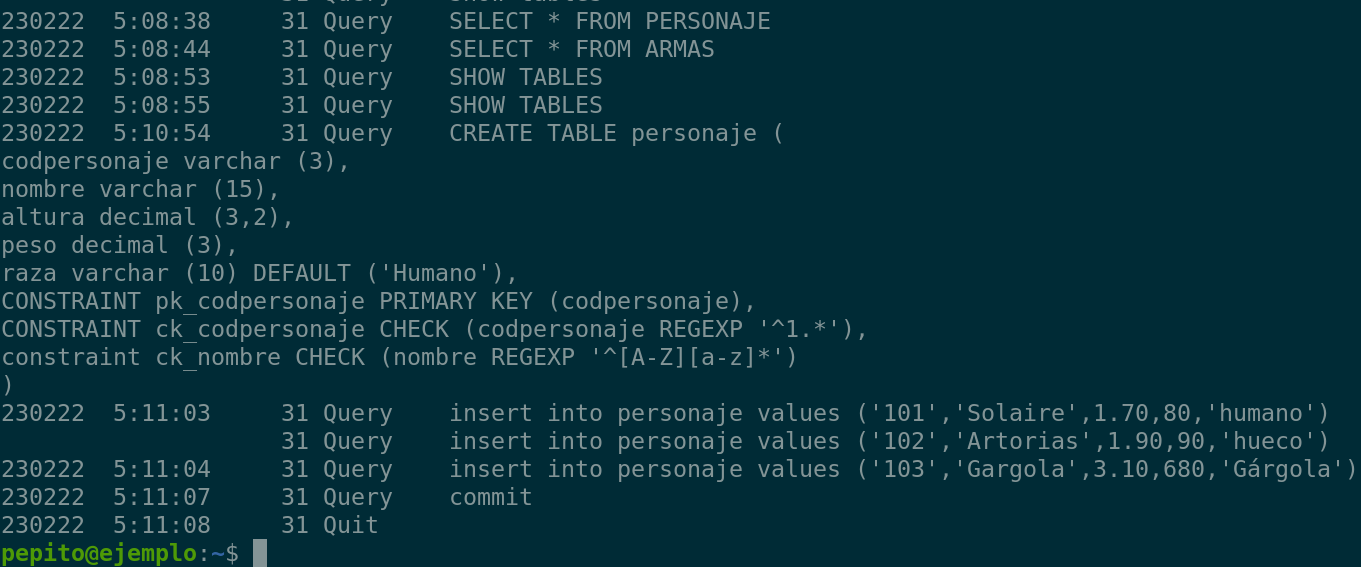 31 Query show tables
230222  5:08:38     31 Query    SELECT * FROM PERSONAJE
230222  5:08:44     31 Query    SELECT * FROM ARMAS
230222  5:08:53     31 Query    SHOW TABLES
230222  5:08:55     31 Query    SHOW TABLES
230222  5:10:54     31 Query    CREATE TABLE personaje (
codpersonaje varchar (3),
nombre varchar (15),
altura decimal (3,2),
peso decimal (3),
raza varchar (10) DEFAULT ('Humano'),
CONSTRAINT pk_codpersonaje PRIMARY KEY (codpersonaje),
CONSTRAINT ck_codpersonaje CHECK (codpersonaje REGEXP '^1.*'),
constraint ck_nombre CHECK (nombre REGEXP '^[A-Z][a-z]*')
)
230222  5:11:03     31 Query    insert into personaje values ('101','Solaire',1.70,80,'humano')
                    31 Query    insert into personaje values ('102','Artorias',1.90,90,'hueco')
230222  5:11:04     31 Query    insert into personaje values ('103','Gargola',3.10,680,'Gárgola')
230222  5:11:07     31 Query    commit
230222  5:11:08     31 Quit
pepito@ejemplo:~$